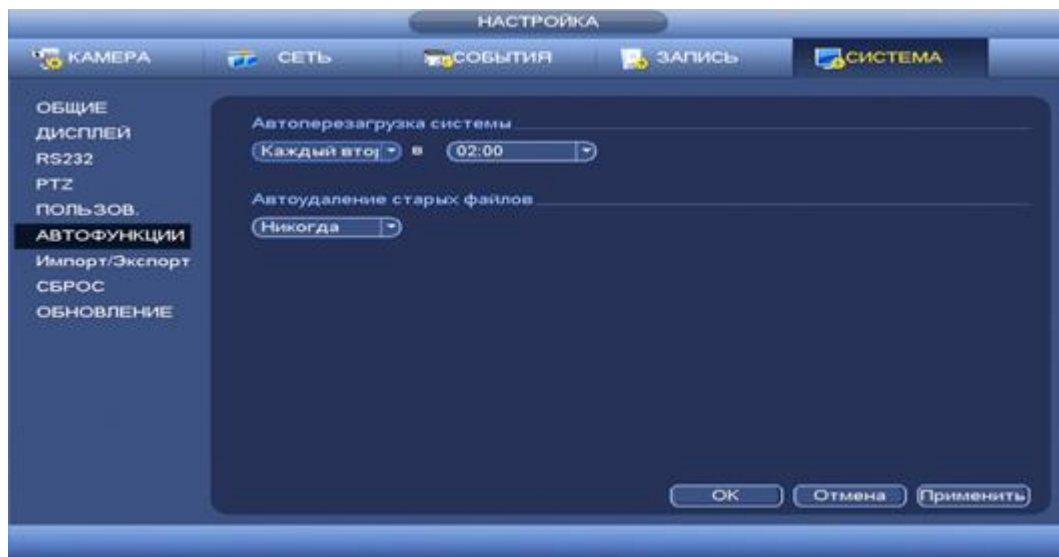 НАСТРОЙКА
КАМЕРА СЕТЬ СОБЫТИЯ ЗАПИСЬ СИСТЕМА
ОБЩИЕ
ДИСПЛЕЙ
RS232
PTZ
ПОЛЬЗОВ.
АВТОФУНКЦИИ
Импорт/Экспорт
СБРОС
ОБНОВЛЕНИЕ
Автоперезагрузка системы
Каждый втор в 02:00
Автоудаление старых файлов
Никогда
OK Отмена Применить